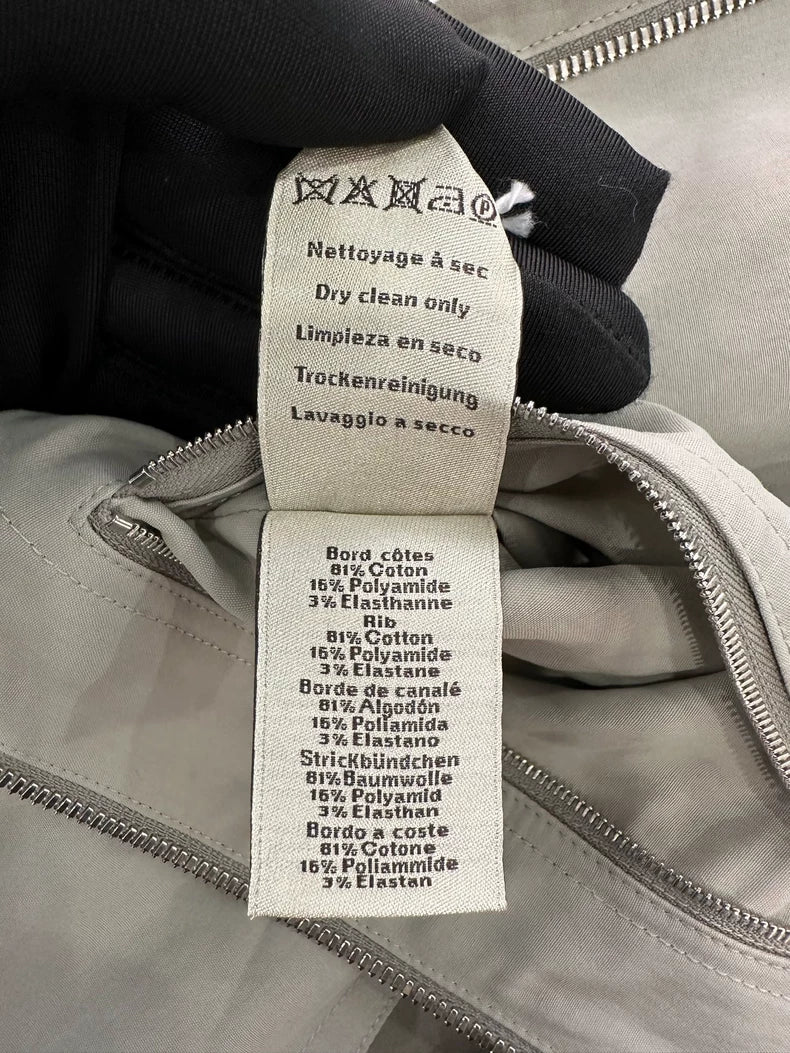 P
Nettoyage à sec
Dry clean only
Limpieza en seco
Trockenreinigung
Lavaggio a secco
Bord côtes
81% Coton
16% Polyamide
3% Elasthanne
Rib
81% Cotton
16% Polyamide
3% Elastane
Borde de canalé
81% Algodón
16% Poliamida
3% Elastano
Strickbündchen
81% Baumwolle
16% Polyamid
3% Elasthan
Bordo a coste
81% Cotone
16% Poliammide
3% Elastan